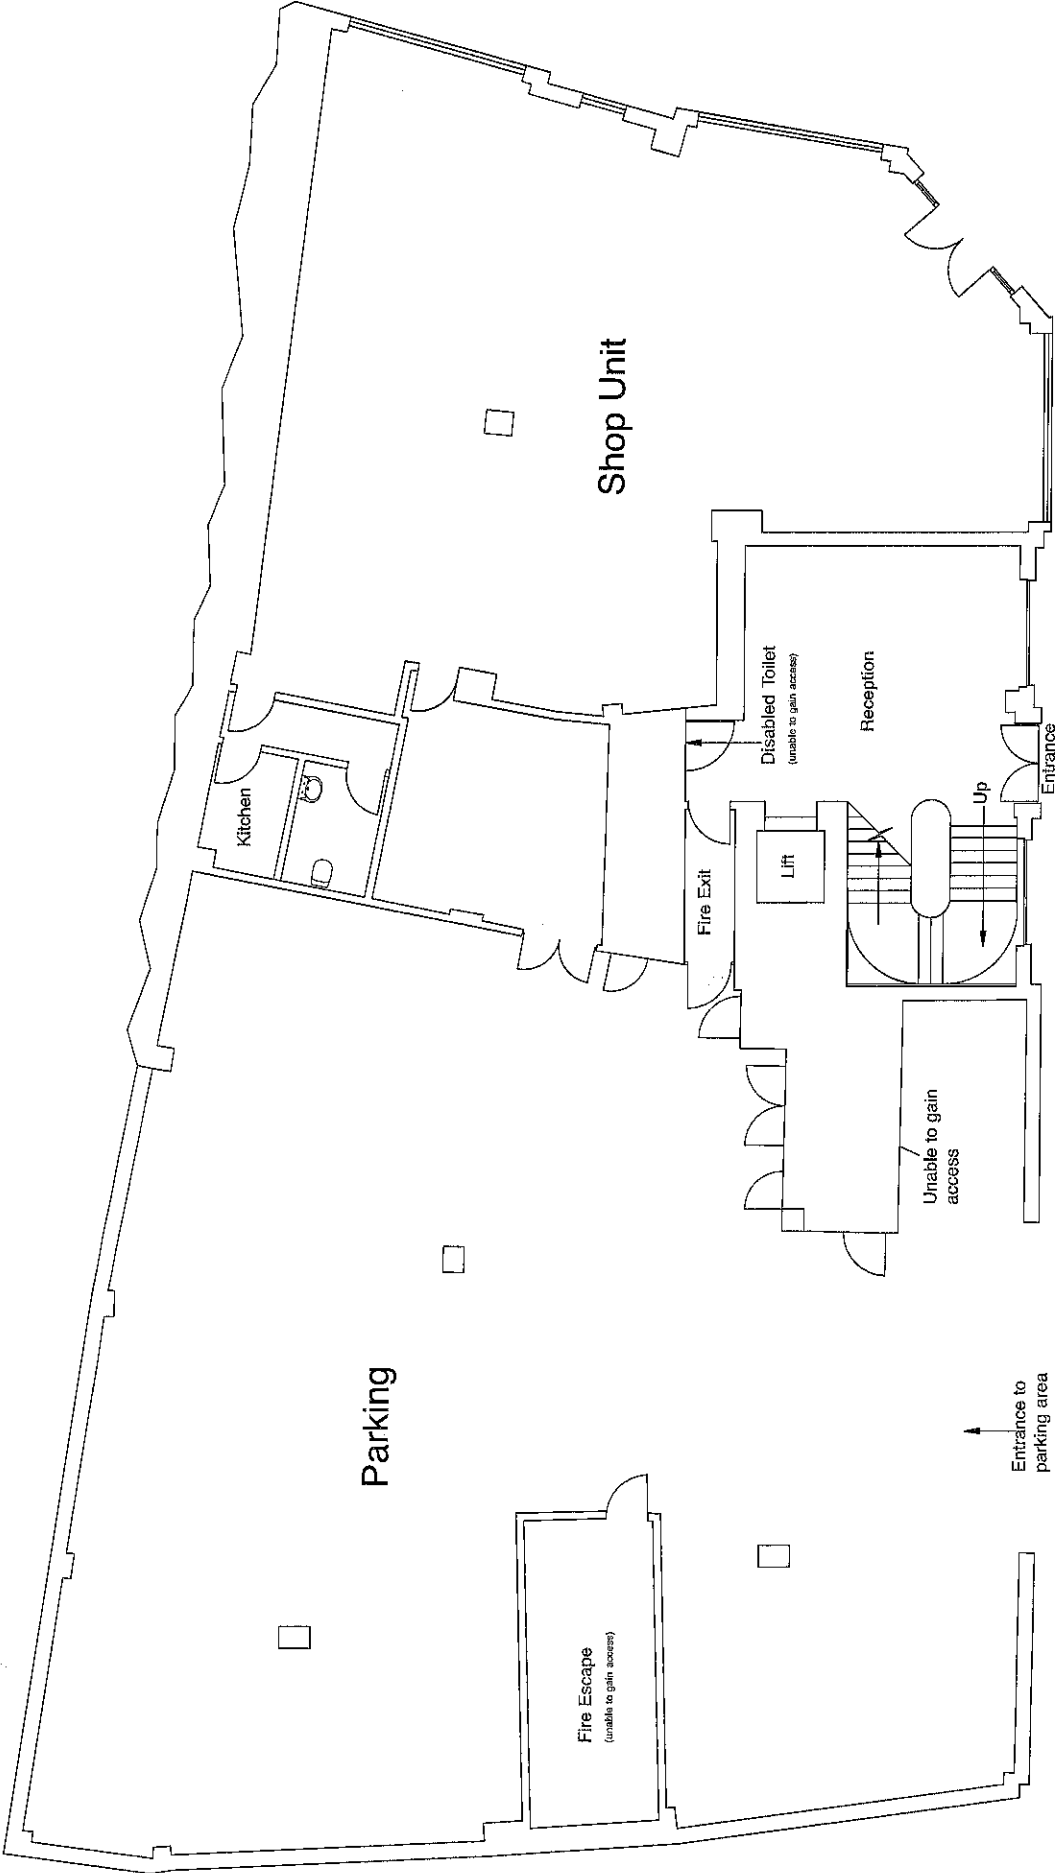 Parking
Fire Escape
(unable to gain access)
Entrance to
parking area
Kitchen
Shop Unit
Fire Exit
Disabled Toilet
(unable to gain access)
Lift
Reception
Up
Entrance
Unable to gain
access